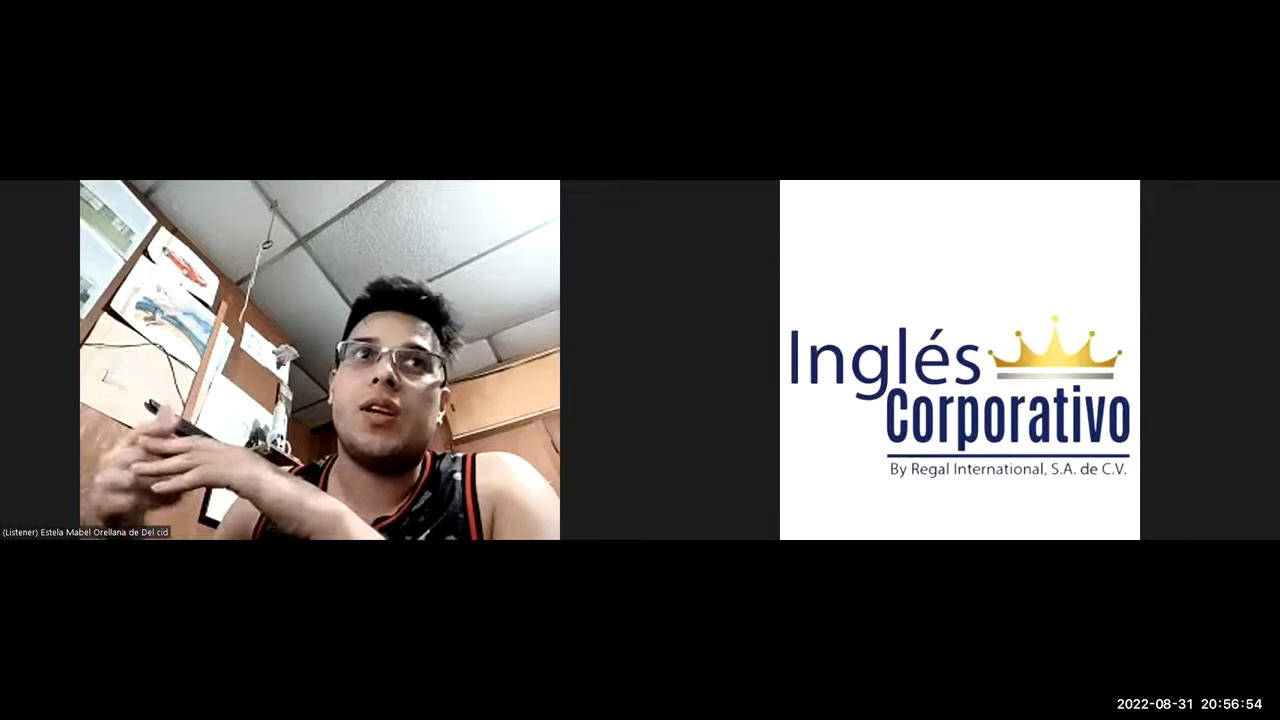 Inglés
Corporativo
By Regal International, S.A. de C.V.
(Listener) Estela Mabel Orellana de Del cid
2022-08-31 20:56:54